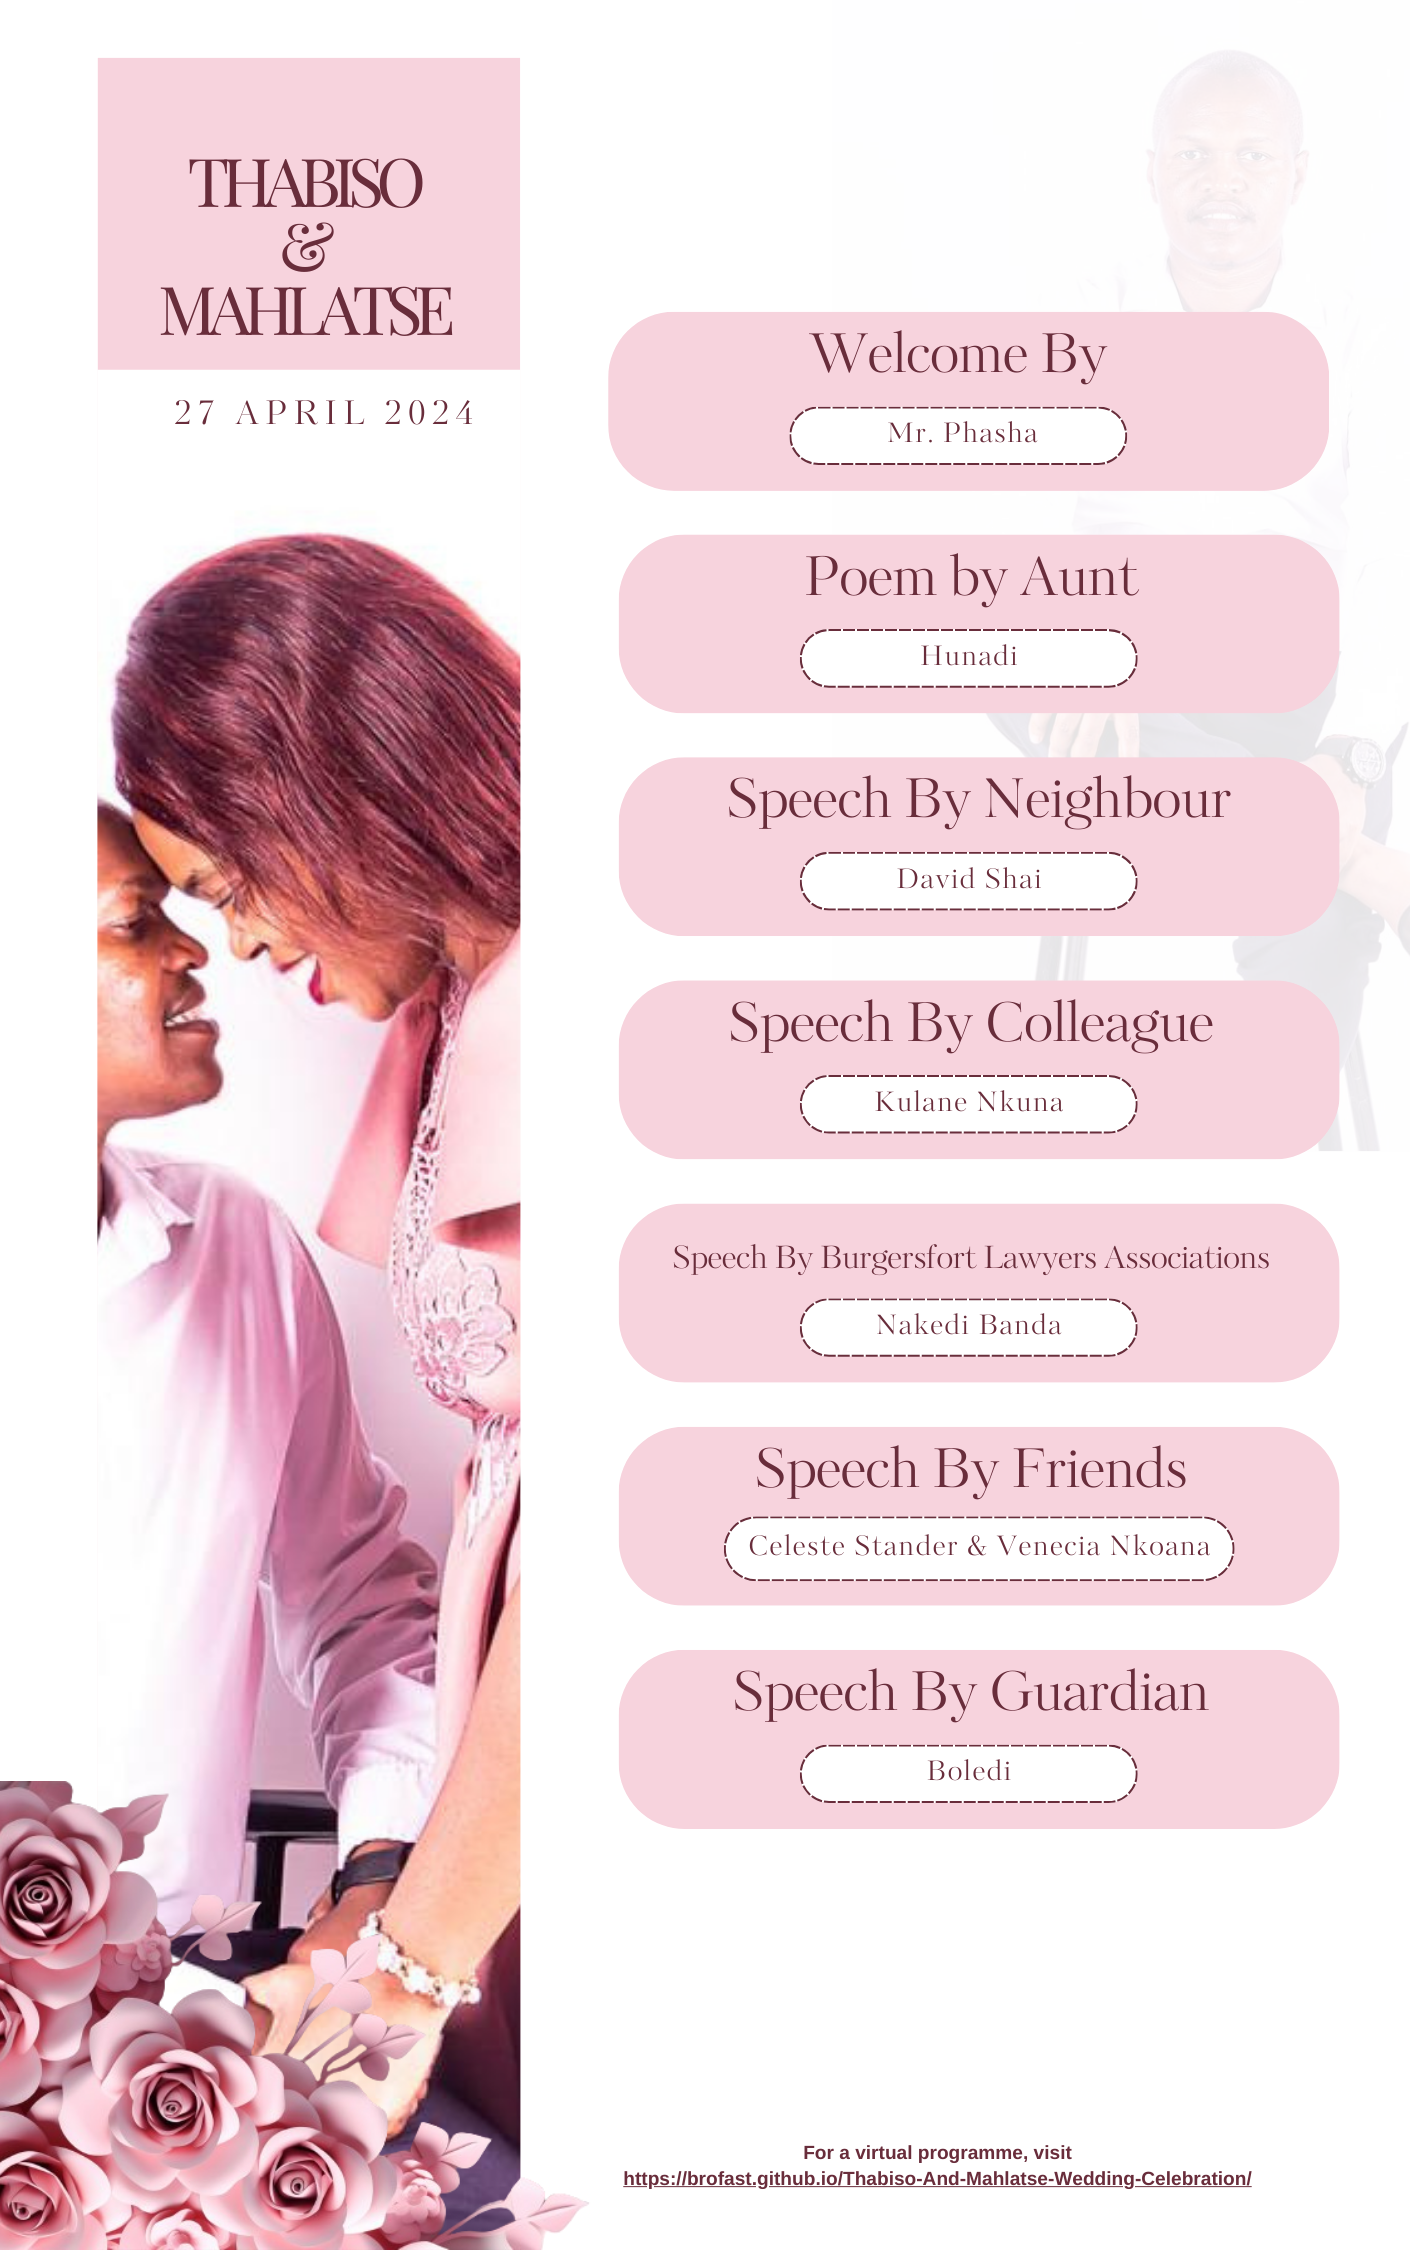 THABISO
&
MAHLATSE
27 APRIL 2024
Welcome By
Mr. Phasha
Poem by Aunt
Hunadi
Speech By Neighbour
David Shai
Speech By Colleague
Kulane Nkuna
Speech By Burgersfort Lawyers Associations
Nakedi Banda
Speech By Friends
Celeste Stander & Venecia Nkoana
Speech By Guardian
Boledi
For a virtual programme, visit
https://brofast.github.io/Thabiso-And-Mahlatse-Wedding-Celebration/